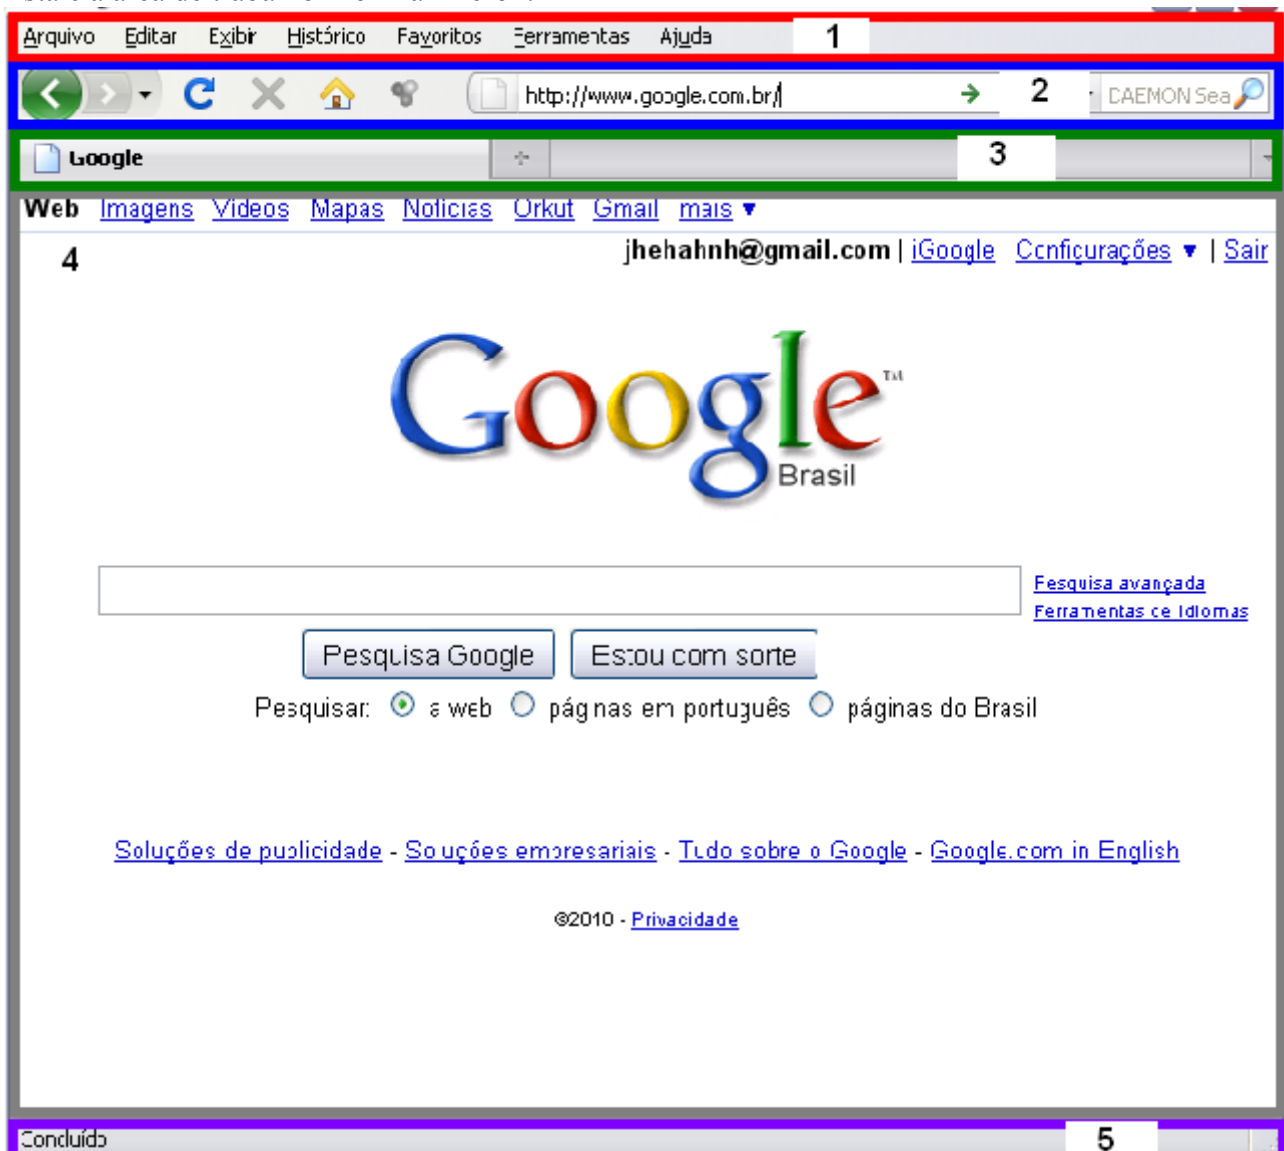 Arquivo Editar Exibir Histórico Favoritos Ferramentas Ajuda 1
http://www.google.com.br/ 2 DAEMON Sea
Google 3
Web Imagens Vídeos Mapas Notícias Orkut Gmail mais ▼
4 jhehahnh@gmail.com | iGoogle Configurações ▼ | Sair
Google™
Brasil
Pesquisa avançada
Ferramentas de idiomas
Pesquisa Google Estou com sorte
Pesquisar: a web páginas em português páginas do Brasil
Soluções de publicidade - Soluções empresariais - Tudo sobre o Google - Google.com in English
©2010 - Privacidade
Concluído 5